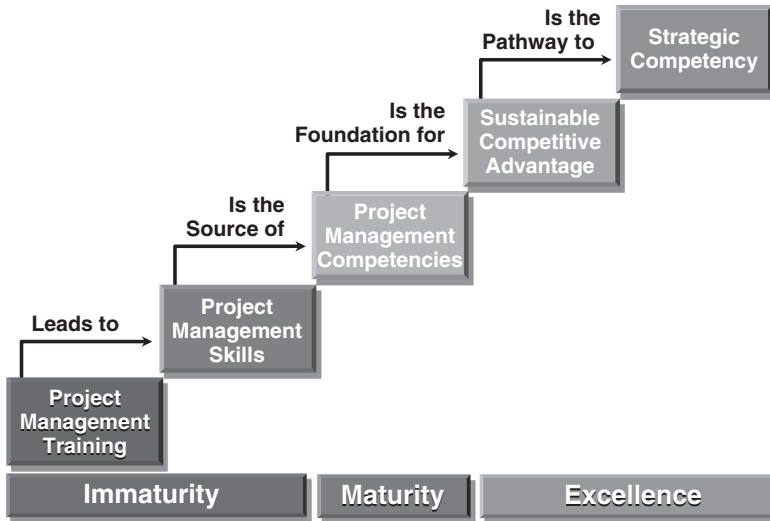 Is the
Pathway to
Strategic
Competency
Is the
Foundation for
Sustainable
Competitive
Advantage
Is the
Source of
Project
Management
Competencies
Leads to
Project
Management
Skills
Project
Management
Training
Immaturity
Maturity
Excellence